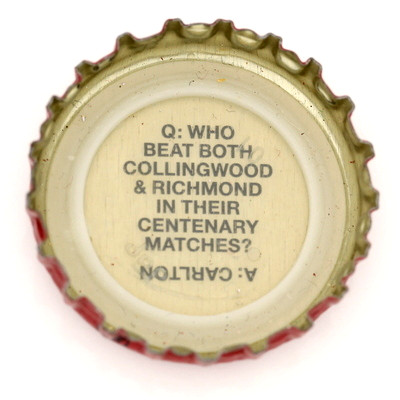 Q: WHO
BEAT BOTH
COLLINGWOOD
& RICHMOND
IN THEIR
CENTENARY
MATCHES?
A: CARLTON